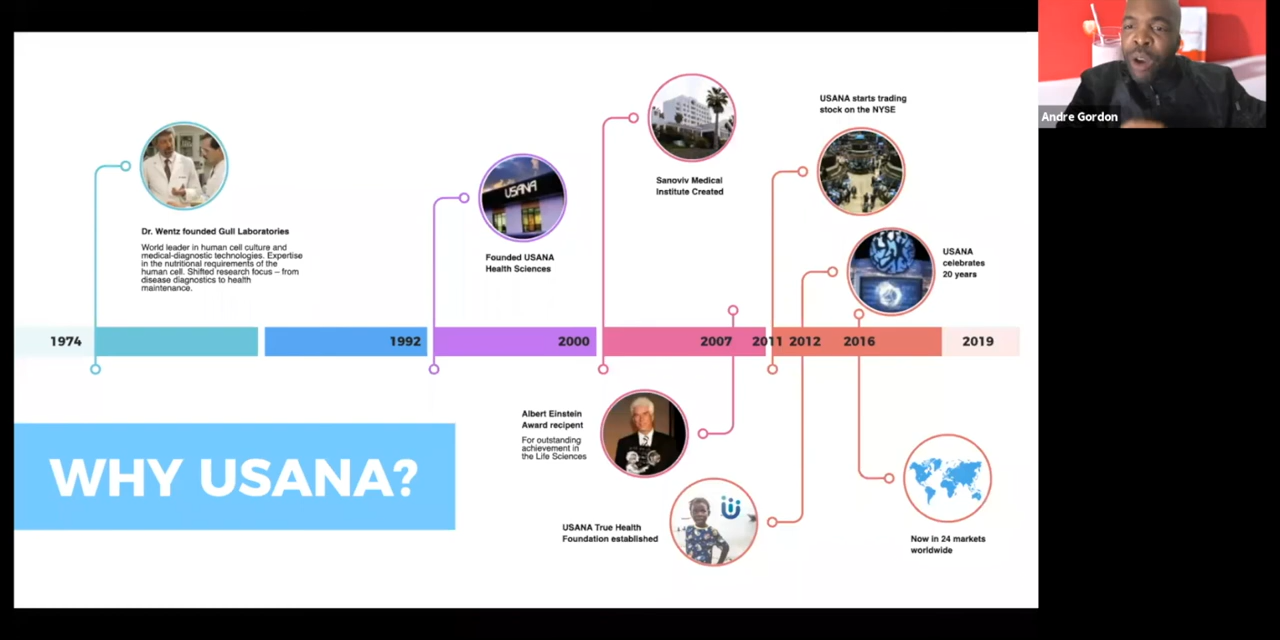 Andre Gordon
USANA starts trading
stock on the NYSE
Sanoviv Medical
Institute Created
Dr. Wentz founded Gull Laboratories
World leader in human cell culture and
medical-diagnostic technologies. Expertise
in the nutritional requirements of the
human cell. Shifted research focus – from
disease diagnostics to health
maintenance.
USANA
Founded USANA
Health Sciences
USANA
celebrates
20 years
1974
1992
2000
2007
2011
2012
2016
2019
Albert Einstein
Award recipent
For outstanding
achievement in
the Life Sciences
WHY USANA?
USANA True Health
Foundation established
Now in 24 markets
worldwide